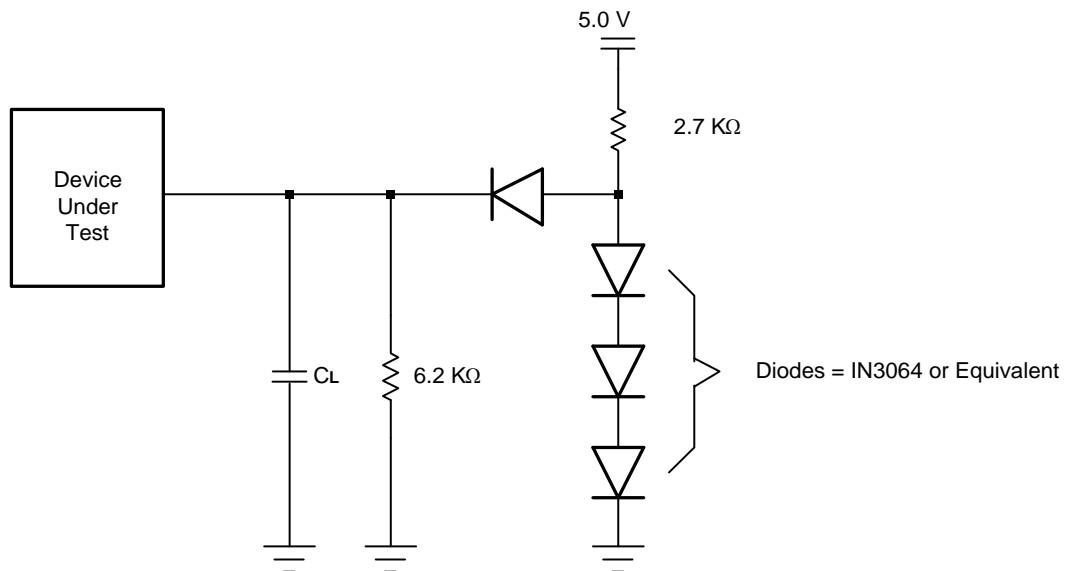 5.0 V
2.7 KΩ
Device
Under
Test
CL
6.2 KΩ
Diodes = IN3064 or Equivalent